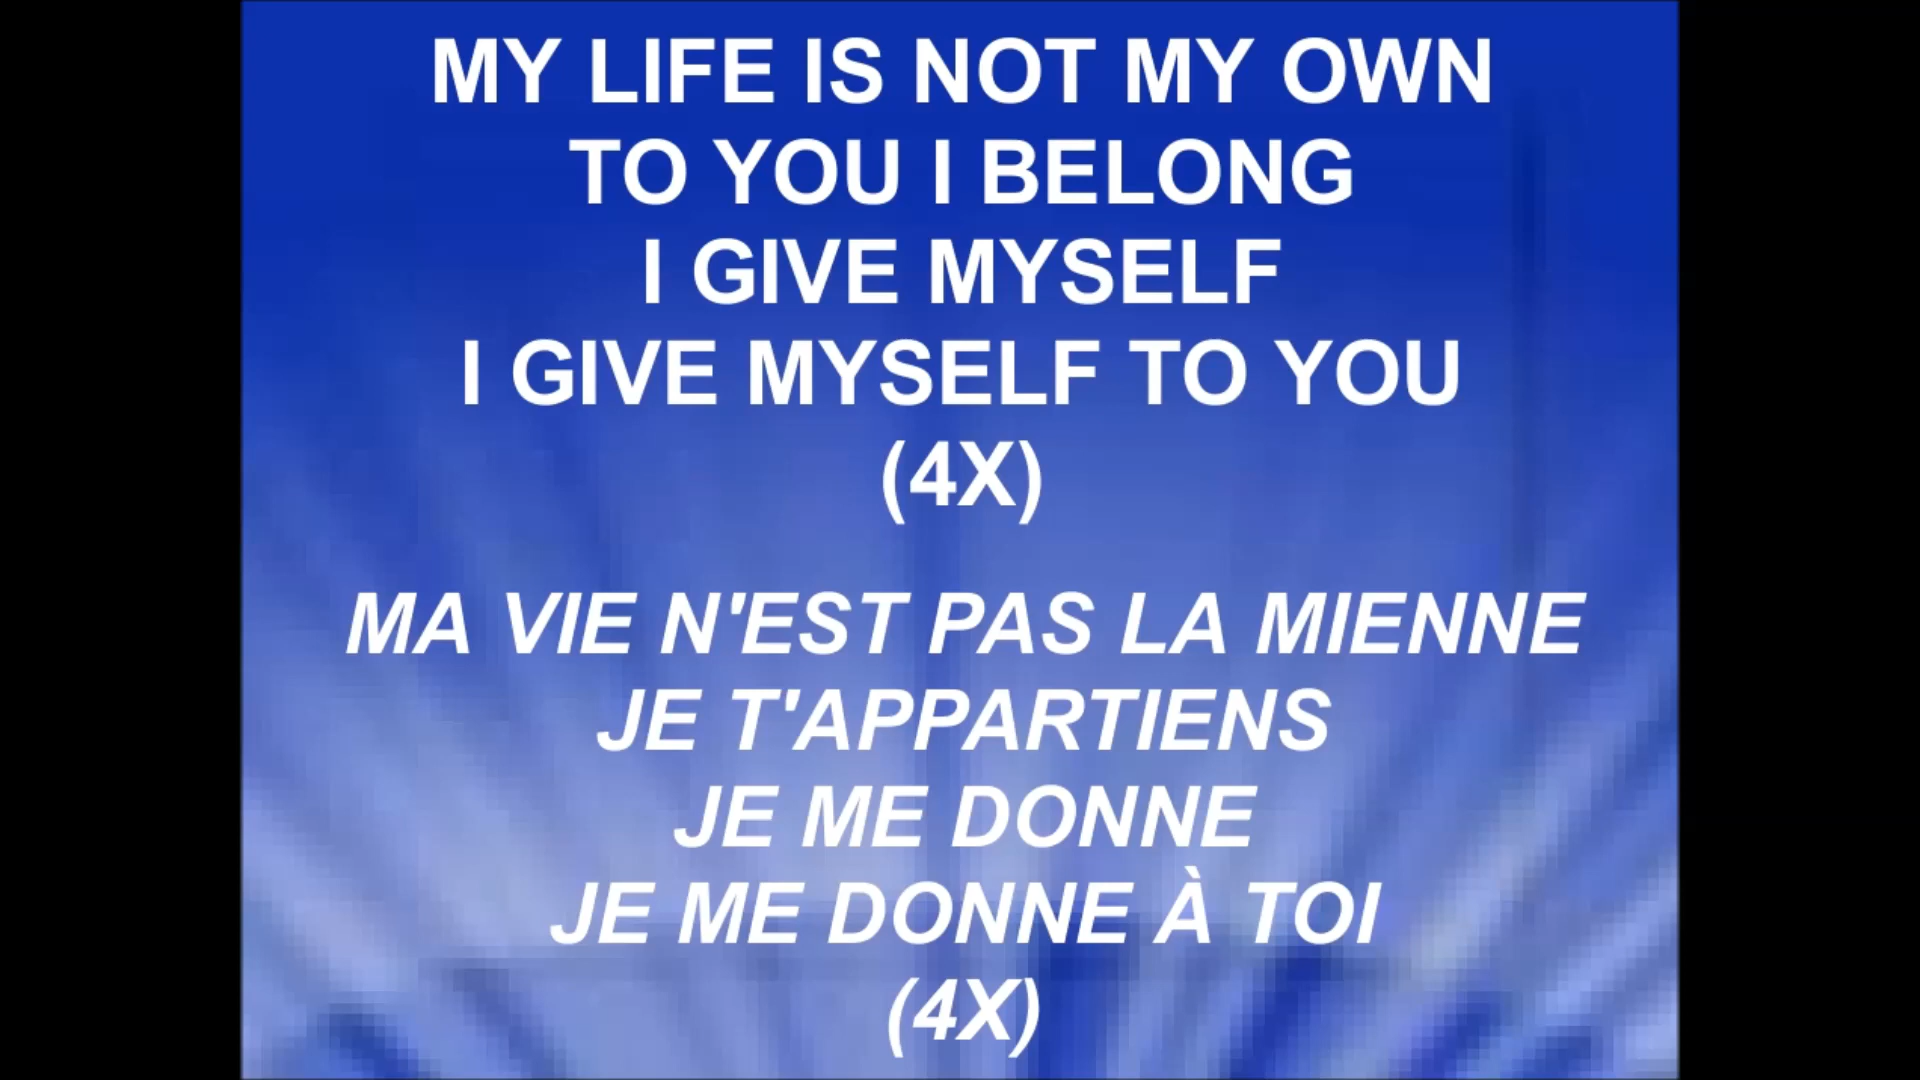 MY LIFE IS NOT MY OWN
TO YOU I BELONG
I GIVE MYSELF
I GIVE MYSELF TO YOU
(4X)
MA VIE N'EST PAS LA MIENNE
JE T'APPARTIENS
JE ME DONNE
JE ME DONNE À TOI
(4X)